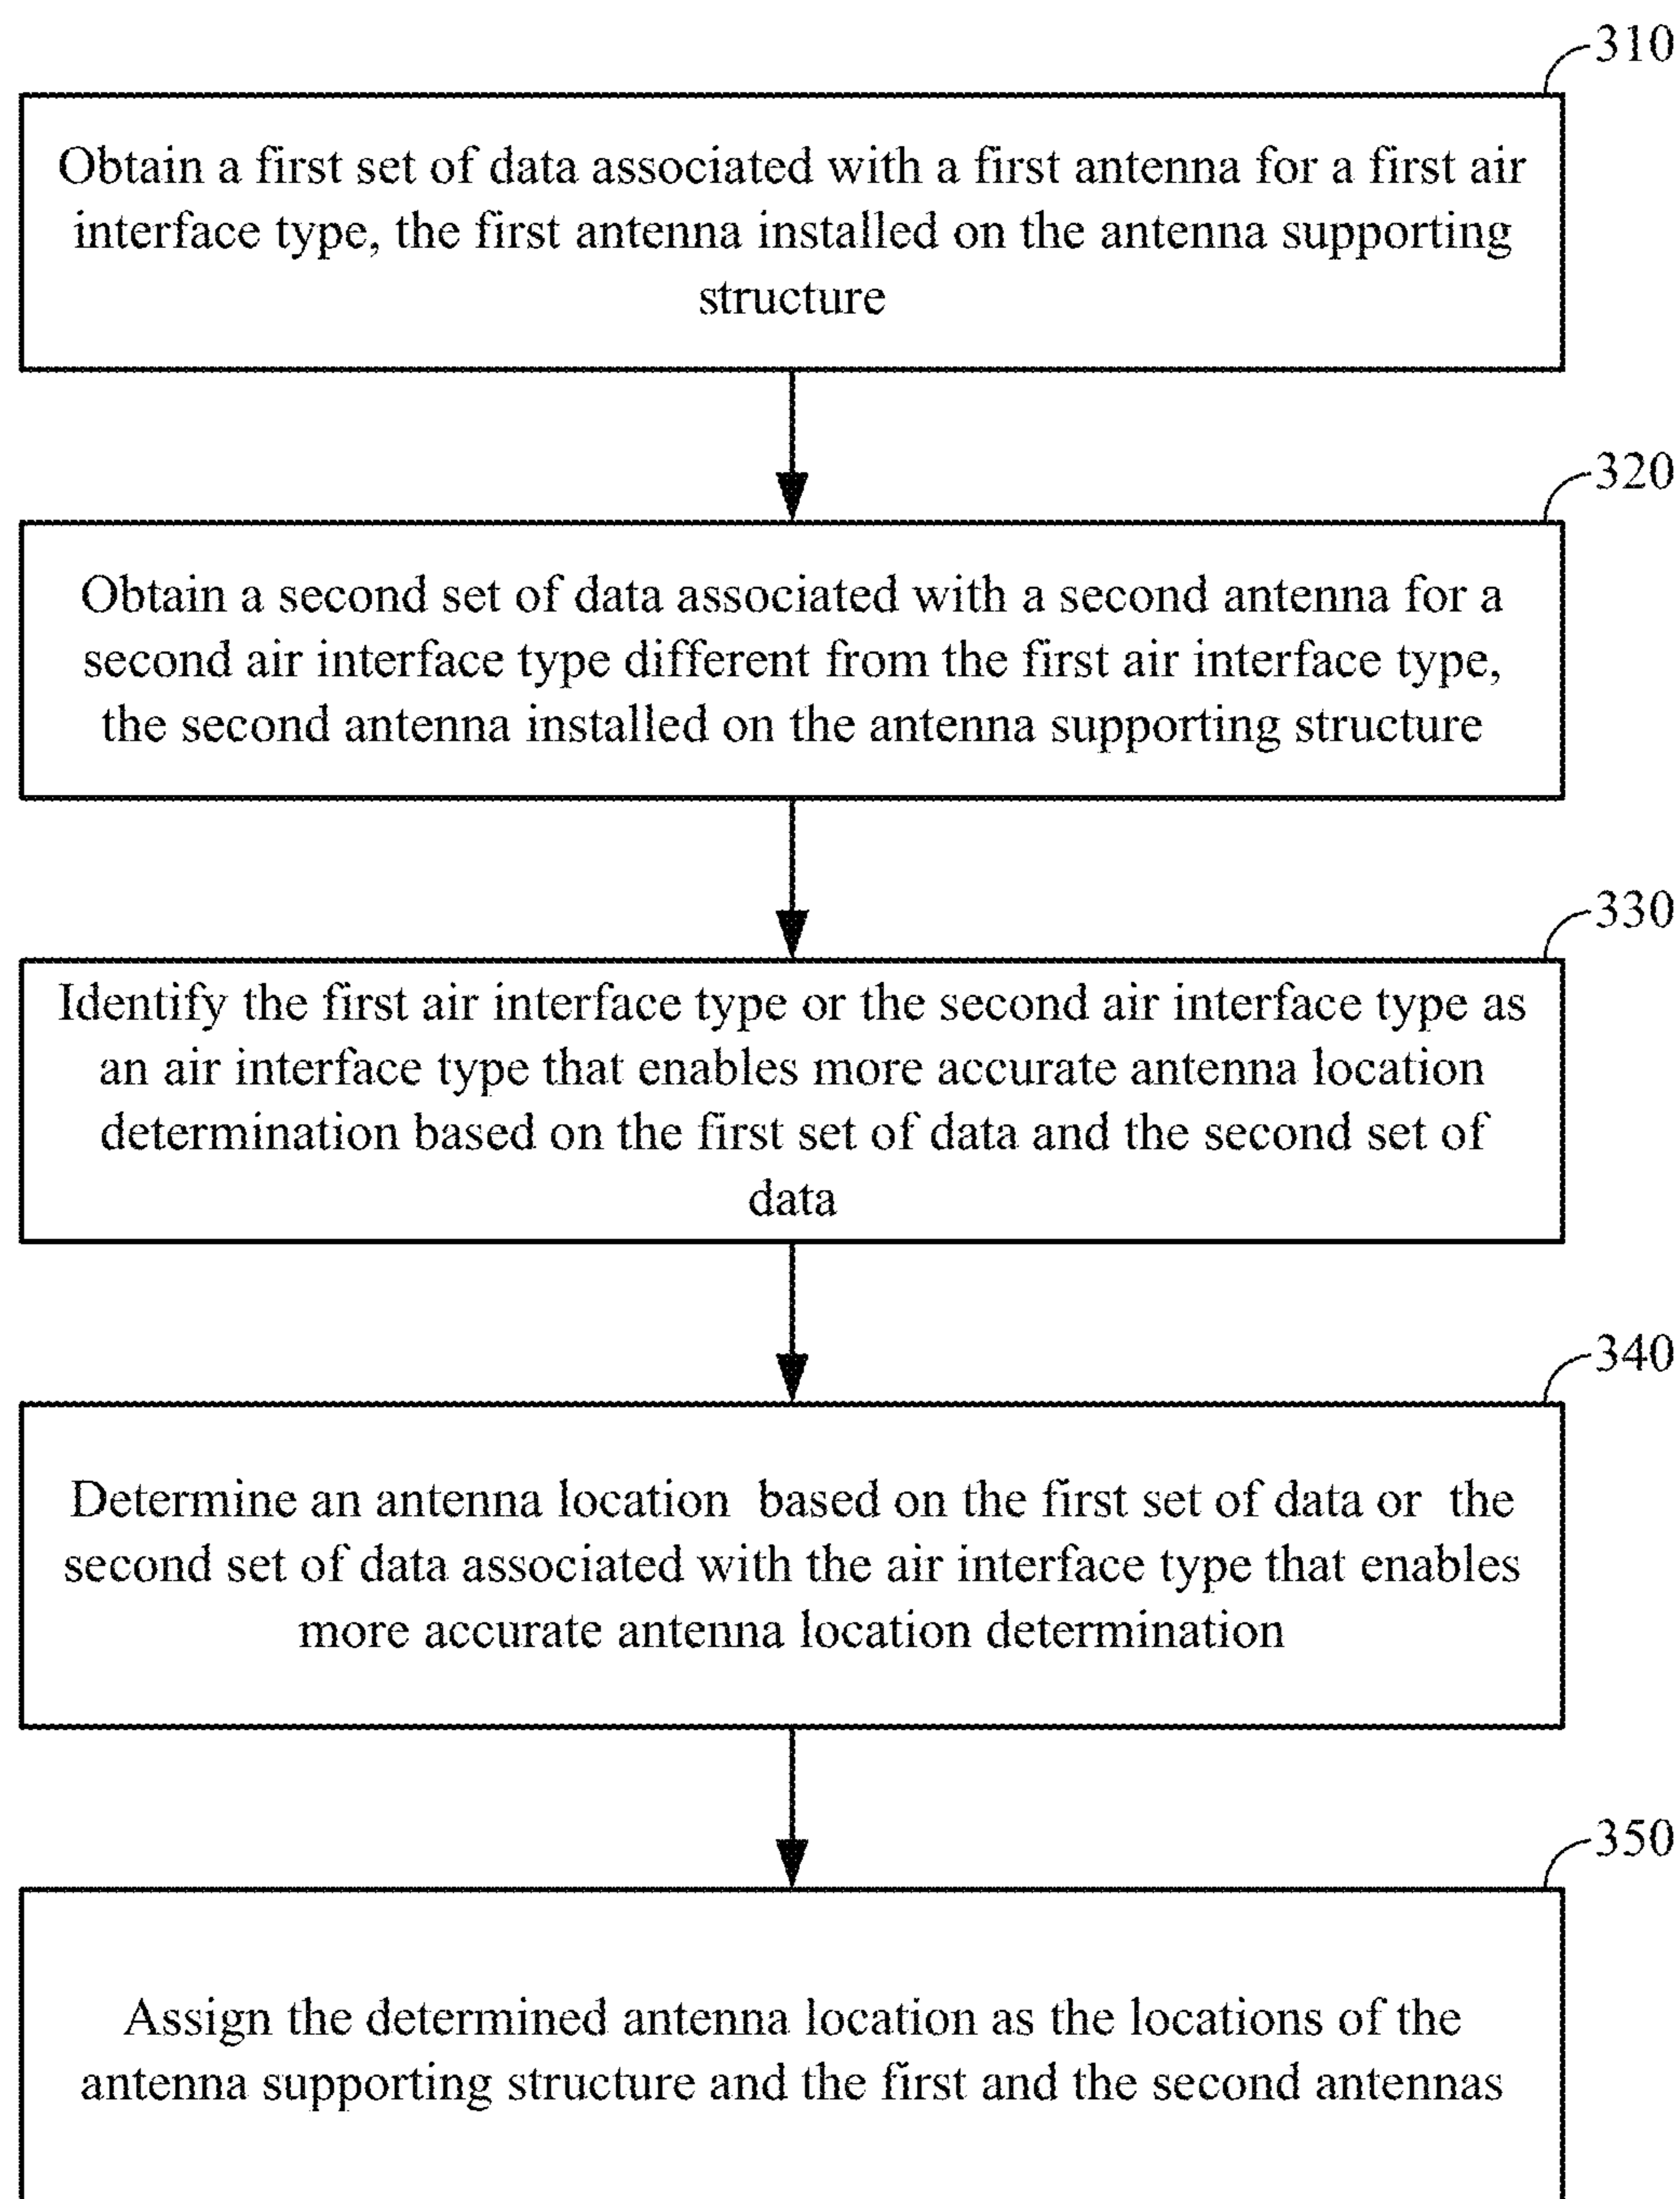 310
Obtain a first set of data associated with a first antenna for a first air
interface type, the first antenna installed on the antenna supporting
structure
320
Obtain a second set of data associated with a second antenna for a
second air interface type different from the first air interface type,
the second antenna installed on the antenna supporting structure
330
Identify the first air interface type or the second air interface type as
an air interface type that enables more accurate antenna location
determination based on the first set of data and the second set of
data
340
Determine an antenna location based on the first set of data or the
second set of data associated with the air interface type that enables
more accurate antenna location determination
350
Assign the determined antenna location as the locations of the
antenna supporting structure and the first and the second antennas